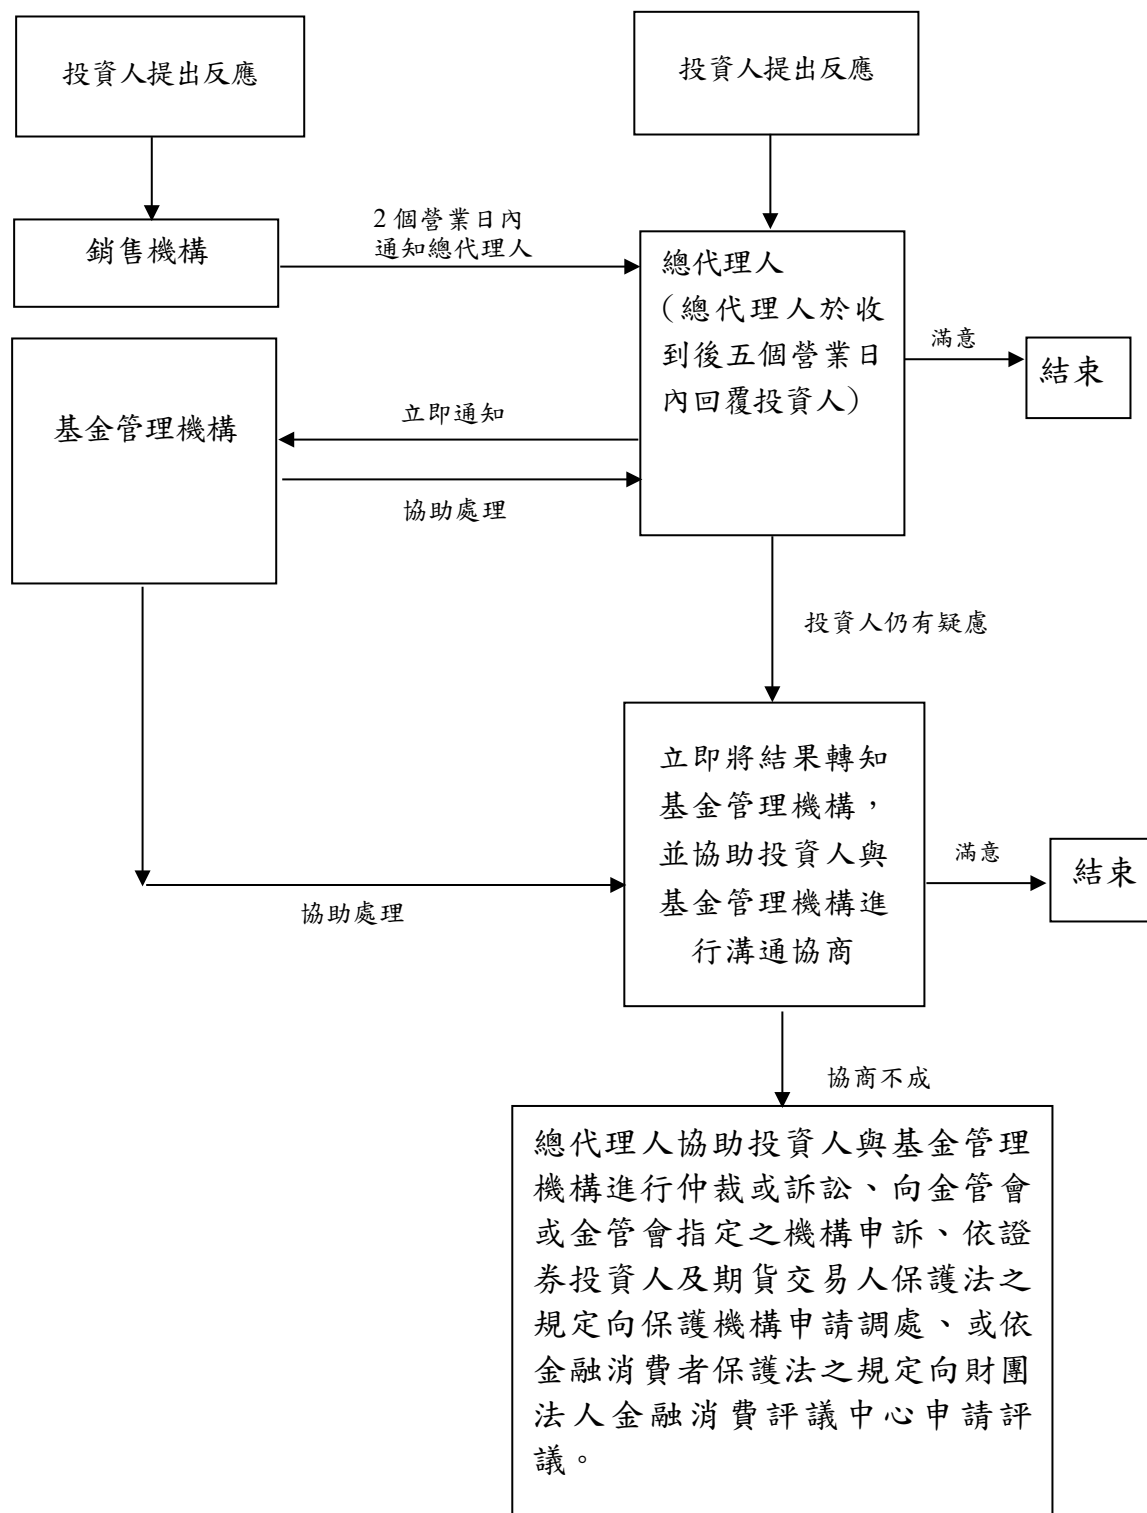 投資人提出反應
投資人提出反應
銷售機構
2 個營業日內
通知總代理人
總代理人
（總代理人於收
到後五個營業日
內回覆投資人）
滿意
結束
基金管理機構
立即通知
協助處理
投資人仍有疑慮
立即將結果轉知
基金管理機構，
並協助投資人與
基金管理機構進
行溝通協商
滿意
結束
協助處理
協商不成
總代理人協助投資人與基金管理
機構進行仲裁或訴訟、向金管會
或金管會指定之機構申訴、依證
券投資人及期貨交易人保護法之
規定向保護機構申請調處、或依
金融消費者保護法之規定向財團
法人金融消費評議中心申請評
議。